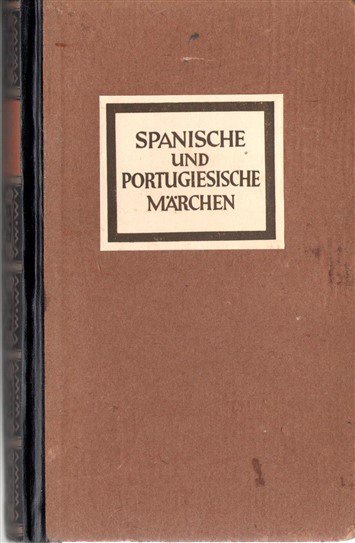 SPANISCHE
UND
PORTUGIESISCHE
MÄRCHEN